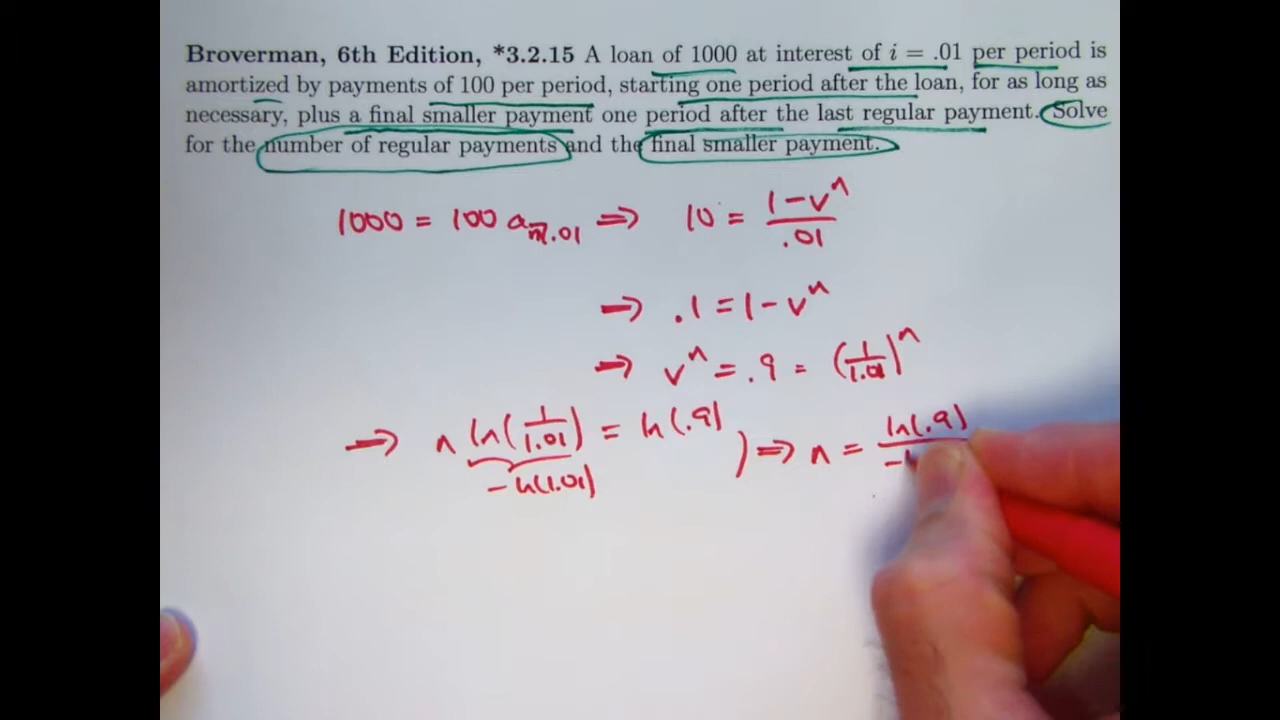 Broverman, 6th Edition, *3.2.15 A loan of 1000 at interest of i = .01 per period is
amortized by payments of 100 per period, starting one period after the loan, for as long as
necessary, plus a final smaller payment one period after the last regular payment. Solve
for the number of regular payments and the final smaller payment.
1000 = 100 a_n̅|.01 ⇒ 10 = (1-vⁿ)/.01
⇒ .1 = 1-vⁿ
⇒ vⁿ = .9 = (1/1.01)ⁿ
⇒ n ln(1/1.01) = ln(.9) ) ⇒ n = ln(.9)/-
-ln(1.01)